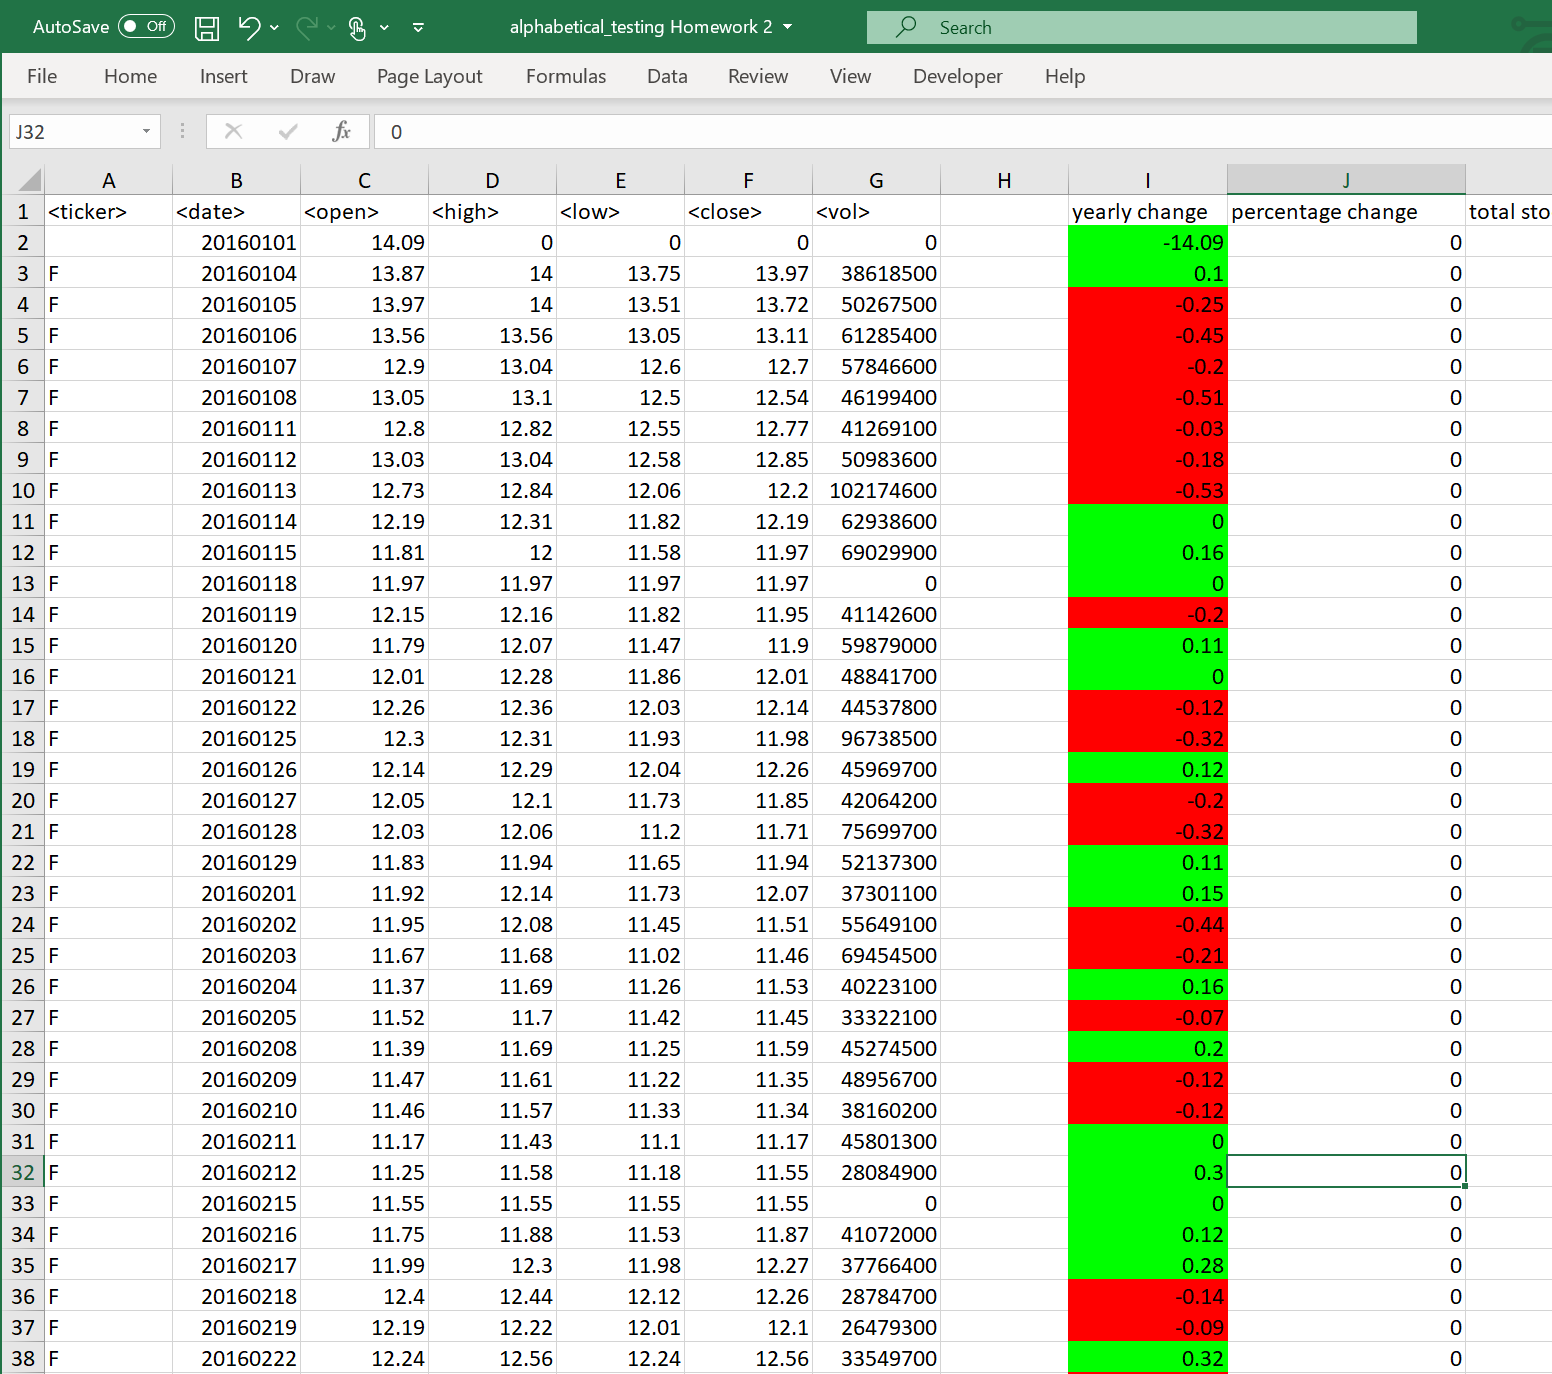 AutoSave Off alphabetical_testing Homework 2 Search
File Home Insert Draw Page Layout Formulas Data Review View Developer Help
J32 fx 0
A B C D E F G H I J
1 <ticker> <date> <open> <high> <low> <close> <vol> yearly change percentage change total sto
2 20160101 14.09 0 0 0 0 -14.09 0
3 F 20160104 13.87 14 13.75 13.97 38618500 0.1 0
4 F 20160105 13.97 14 13.51 13.72 50267500 -0.25 0
5 F 20160106 13.56 13.56 13.05 13.11 61285400 -0.45 0
6 F 20160107 12.9 13.04 12.6 12.7 57846600 -0.2 0
7 F 20160108 13.05 13.1 12.5 12.54 46199400 -0.51 0
8 F 20160111 12.8 12.82 12.55 12.77 41269100 -0.03 0
9 F 20160112 13.03 13.04 12.58 12.85 50983600 -0.18 0
10 F 20160113 12.73 12.84 12.06 12.2 102174600 -0.53 0
11 F 20160114 12.19 12.31 11.82 12.19 62938600 0 0
12 F 20160115 11.81 12 11.58 11.97 69029900 0.16 0
13 F 20160118 11.97 11.97 11.97 11.97 0 0 0
14 F 20160119 12.15 12.16 11.82 11.95 41142600 -0.2 0
15 F 20160120 11.79 12.07 11.47 11.9 59879000 0.11 0
16 F 20160121 12.01 12.28 11.86 12.01 48841700 0 0
17 F 20160122 12.26 12.36 12.03 12.14 44537800 -0.12 0
18 F 20160125 12.3 12.31 11.93 11.98 96738500 -0.32 0
19 F 20160126 12.14 12.29 12.04 12.26 45969700 0.12 0
20 F 20160127 12.05 12.1 11.73 11.85 42064200 -0.2 0
21 F 20160128 12.03 12.06 11.2 11.71 75699700 -0.32 0
22 F 20160129 11.83 11.94 11.65 11.94 52137300 0.11 0
23 F 20160201 11.92 12.14 11.73 12.07 37301100 0.15 0
24 F 20160202 11.95 12.08 11.45 11.51 55649100 -0.44 0
25 F 20160203 11.67 11.68 11.02 11.46 69454500 -0.21 0
26 F 20160204 11.37 11.69 11.26 11.53 40223100 0.16 0
27 F 20160205 11.52 11.7 11.42 11.45 33322100 -0.07 0
28 F 20160208 11.39 11.69 11.25 11.59 45274500 0.2 0
29 F 20160209 11.47 11.61 11.22 11.35 48956700 -0.12 0
30 F 20160210 11.46 11.57 11.33 11.34 38160200 -0.12 0
31 F 20160211 11.17 11.43 11.1 11.17 45801300 0 0
32 F 20160212 11.25 11.58 11.18 11.55 28084900 0.3 0
33 F 20160215 11.55 11.55 11.55 11.55 0 0 0
34 F 20160216 11.75 11.88 11.53 11.87 41072000 0.12 0
35 F 20160217 11.99 12.3 11.98 12.27 37766400 0.28 0
36 F 20160218 12.4 12.44 12.12 12.26 28784700 -0.14 0
37 F 20160219 12.19 12.22 12.01 12.1 26479300 -0.09 0
38 F 20160222 12.24 12.56 12.24 12.56 33549700 0.32 0